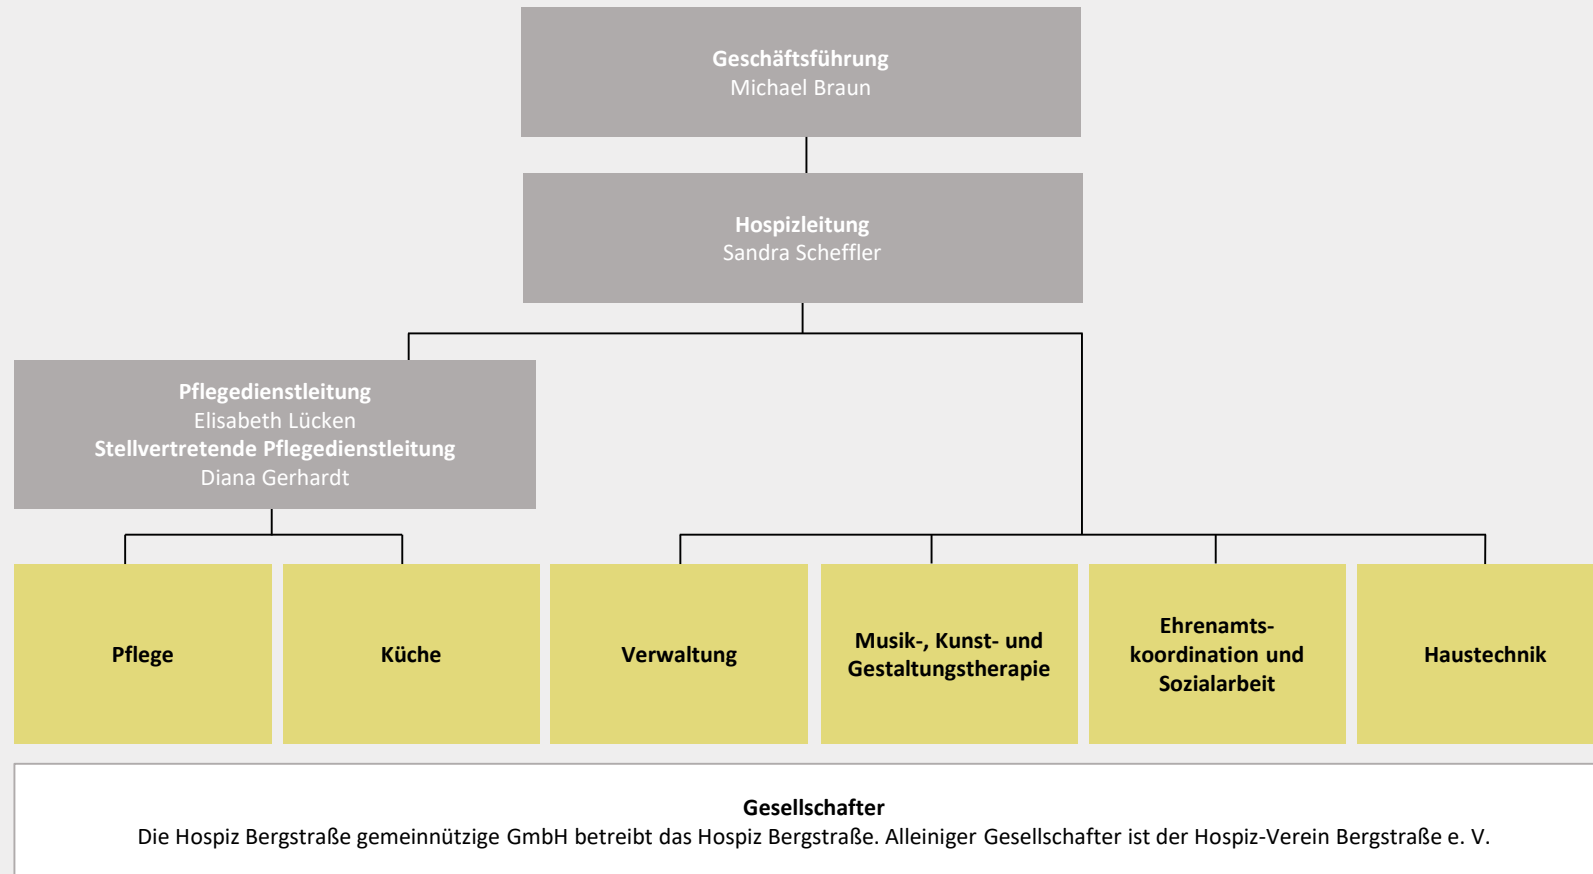 Geschäftsführung
Michael Braun
Hospizleitung
Sandra Scheffler
Pflegedienstleitung
Elisabeth Lücken
Stellvertretende Pflegedienstleitung
Diana Gerhardt
Pflege
Küche
Verwaltung
Musik-, Kunst- und
Gestaltungstherapie
Ehrenamts-
koordination und
Sozialarbeit
Haustechnik
Gesellschafter
Die Hospiz Bergstraße gemeinnützige GmbH betreibt das Hospiz Bergstraße. Alleiniger Gesellschafter ist der Hospiz-Verein Bergstraße e. V.